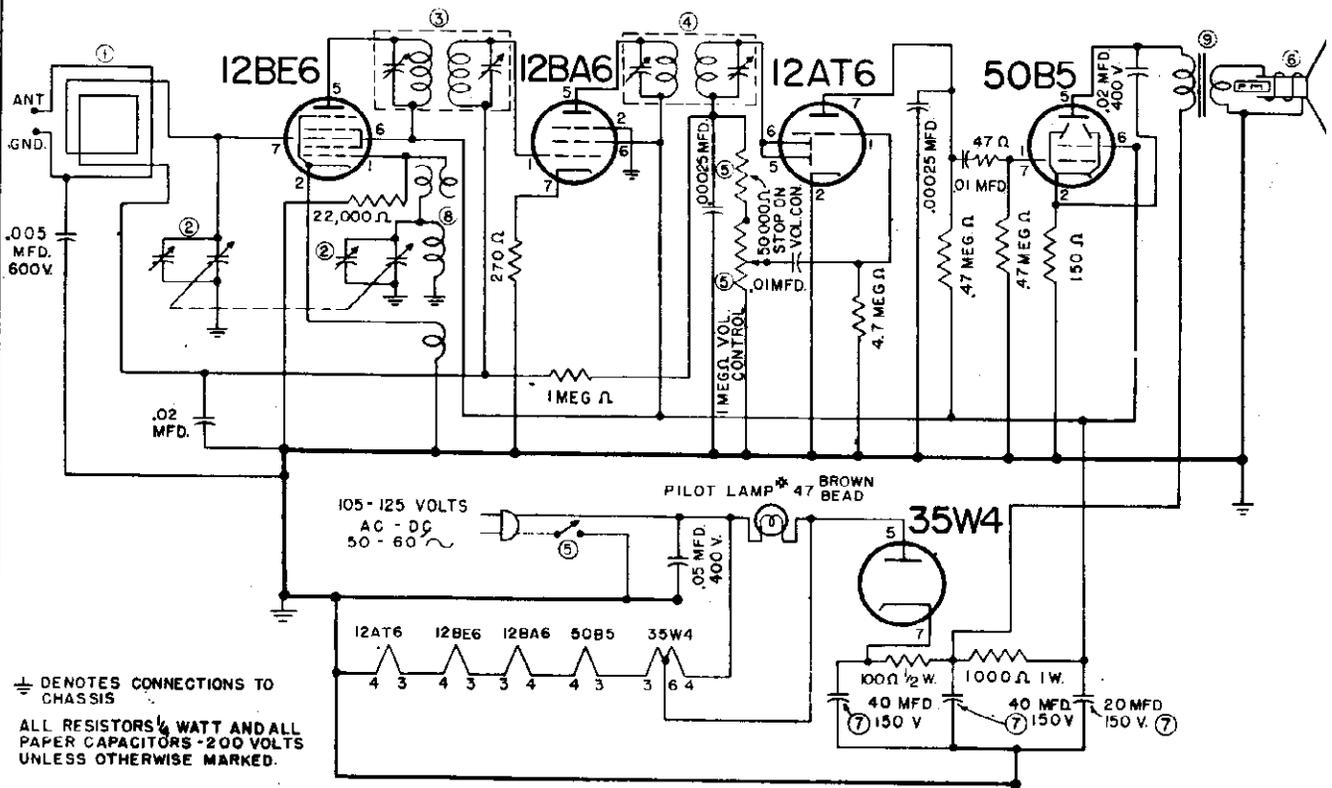 ①
ANT.
GND.
.005
MFD.
600V.
②
12BE6
5
7
6
1
2
22,000 Ω
②
⑧
③
12BA6
5
2
6
1
7
270 Ω
④
.00025 MFD.
⑤
50000 Ω
STOP ON
VOL.CON.
⑤
.01MFD.
1 MEG Ω VOL.
CONTROL
12AT6
7
6
5
1
2
4.7 MEG Ω
.00025 MFD.
.47 MEG Ω
47 Ω
.01 MFD
.47 MEG Ω
50B5
5
1
7
6
2
150 Ω
.02 MFD.
400 V.
⑨
⑥
P.M.
1 MEG Ω
.02
MFD.
105-125 VOLTS
AC - DC
50-60
⑤
.05 MFD.
400 V.
PILOT LAMP * 47 BROWN
BEAD
35W4
5
7
12AT6 12BE6 12BA6 50B5 35W4
4 3 4 3 4 3 4 3 3 6 4
100Ω ½ W. 1000 Ω 1W.
40 MFD
150 V
⑦
40 MFD.
150V
⑦
20 MFD
150 V. ⑦
DENOTES CONNECTIONS TO
CHASSIS
ALL RESISTORS ¼ WATT AND ALL
PAPER CAPACITORS -200 VOLTS
UNLESS OTHERWISE MARKED.